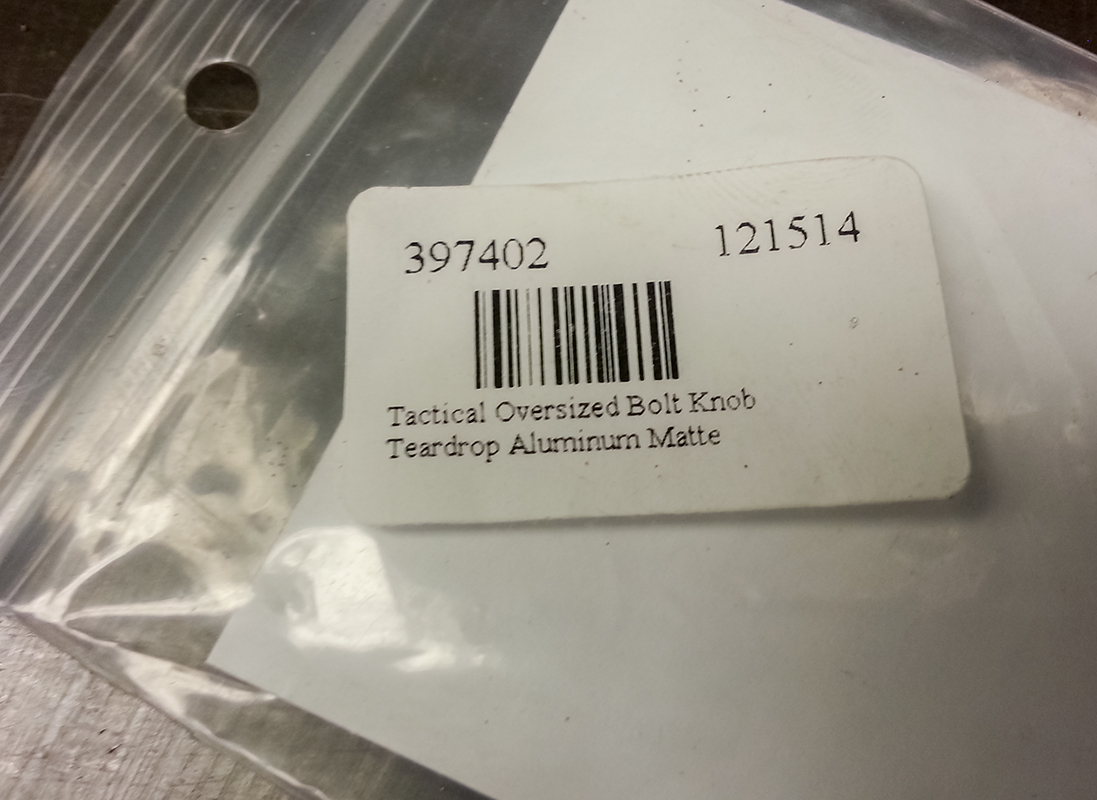 397402 121514
Tactical Oversized Bolt Knob
Teardrop Aluminum Matte